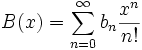 B(x) = \sum_{n=0}^{\infty} b_n \frac{x^n}{n!}